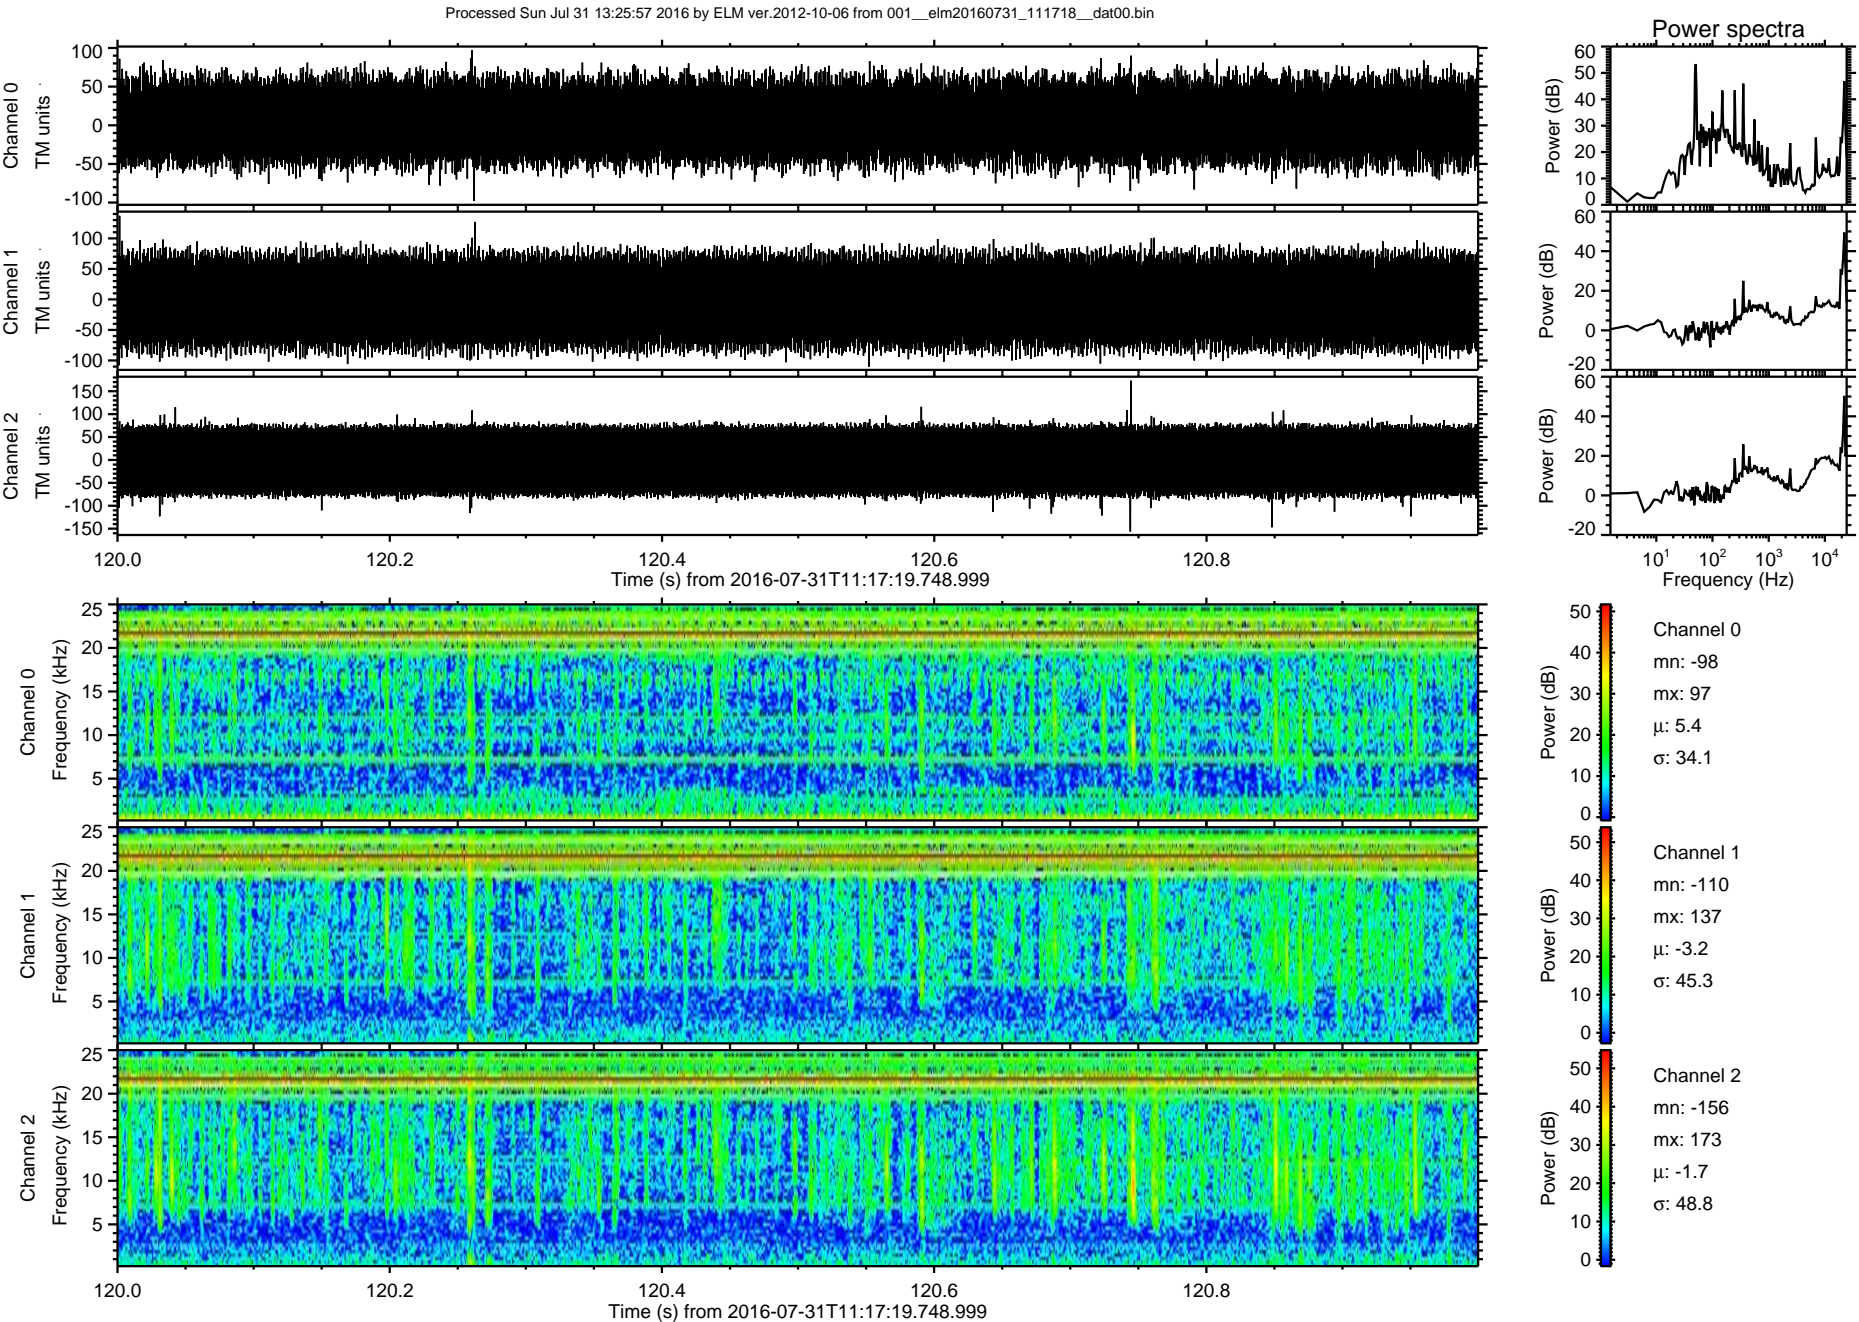 Processed Sun Jul 31 13:25:57 2016 by ELM ver.2012-10-06 from 001__elm20160731_111718__dat00.bin
Power spectra
Channel 0
TM units
100
50
0
-50
-100
Power (dB)
60
50
40
30
20
10
0
Channel 1
TM units
100
50
0
-50
-100
Power (dB)
60
40
20
0
-20
Channel 2
TM units
150
100
50
0
-50
-100
-150
Power (dB)
60
40
20
0
-20
120.0 120.2 120.4 120.6 120.8
Time (s) from 2016-07-31T11:17:19.748.999
10¹ 10² 10³ 10⁴
Frequency (Hz)
Channel 0
Frequency (kHz)
25
20
15
10
5
Power (dB)
50
40
30
20
10
0
Channel 0
mn: -98
mx: 97
μ: 5.4
σ: 34.1
Channel 1
Frequency (kHz)
25
20
15
10
5
Power (dB)
50
40
30
20
10
0
Channel 1
mn: -110
mx: 137
μ: -3.2
σ: 45.3
Channel 2
Frequency (kHz)
25
20
15
10
5
Power (dB)
50
40
30
20
10
0
Channel 2
mn: -156
mx: 173
μ: -1.7
σ: 48.8
120.0 120.2 120.4 120.6 120.8
Time (s) from 2016-07-31T11:17:19.748.999